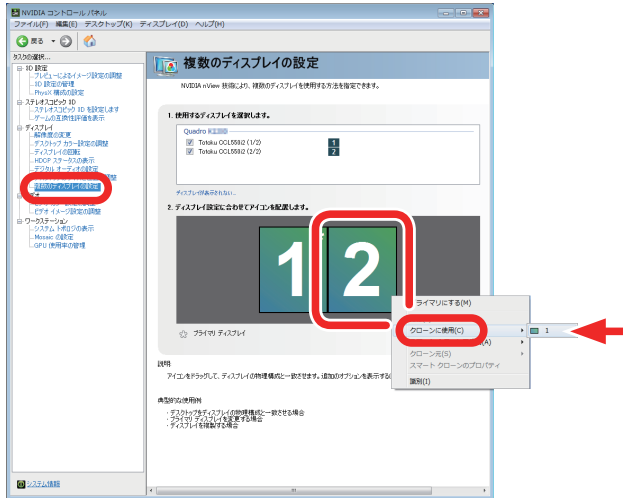 NVIDIA コントロール パネル
ファイル(F) 編集(E) デスクトップ(K) ディスプレイ(D) ヘルプ(H)
戻る
タスクの選択...
3D 設定
プレビューによるイメージ設定の調整
3D 設定の管理
PhysX 構成の設定
ステレオスコピック 3D
ステレオスコピック 3D を設定します
ゲームの互換性評価を表示
ディスプレイ
解像度の変更
デスクトップ カラー設定の調整
ディスプレイの回転
HDCP ステータスの表示
デジタル オーディオの設定
調整
複数のディスプレイの設定
ビデオ イメージ設定の調整
ワークステーション
システム トポロジの表示
Mosaic の設定
GPU 使用率の管理
システム情報
複数のディスプレイの設定
NVIDIA nView 技術により、複数のディスプレイを使用する方法を指定できます。
1. 使用するディスプレイを選択します。
Quadro
Totoku CCL550i2 (1/2) 1
Totoku CCL550i2 (2/2) 2
ディスプレイが表示されない...
2. ディスプレイ設定に合わせてアイコンを配置します。
1 2
プライマリ ディスプレイ
ライマリにする(M)
クローンに使用(C)
1
(A)
クローン元(S)
スマート クローンのプロパティ
識別(I)
説明
アイコンをドラッグして、ディスプレイの物理構成と一致させます。追加のオプションを表示する
典型的な使用例
・デスクトップをディスプレイの物理構成と一致させる場合
・プライマリ ディスプレイを変更する場合
・ディスプレイを複製する場合